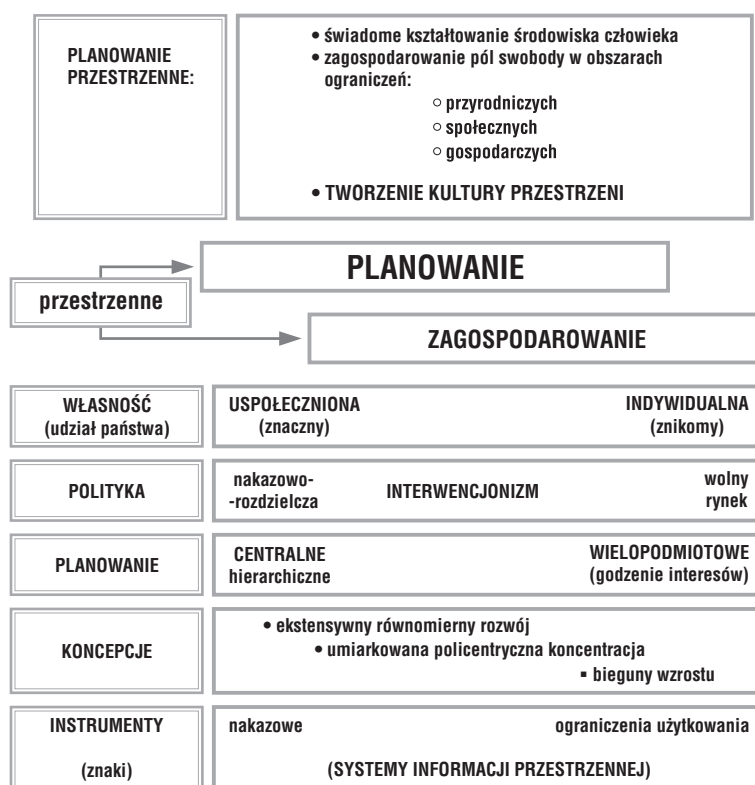 PLANOWANIE
PRZESTRZENNE:
• świadome kształtowanie środowiska człowieka
• zagospodarowanie pól swobody w obszarach
ograniczeń:
○ przyrodniczych
○ społecznych
○ gospodarczych
• TWORZENIE KULTURY PRZESTRZENI
PLANOWANIE
przestrzenne
ZAGOSPODAROWANIE
WŁASNOŚĆ
(udział państwa)
USPOŁECZNIONA
(znaczny)
INDYWIDUALNA
(znikomy)
POLITYKA
nakazowo-
-rozdzielcza
INTERWENCJONIZM
wolny
rynek
PLANOWANIE
CENTRALNE
hierarchiczne
WIELOPODMIOTOWE
(godzenie interesów)
KONCEPCJE
• ekstensywny równomierny rozwój
• umiarkowana policentryczna koncentracja
▪ bieguny wzrostu
INSTRUMENTY
(znaki)
nakazowe
ograniczenia użytkowania
(SYSTEMY INFORMACJI PRZESTRZENNEJ)